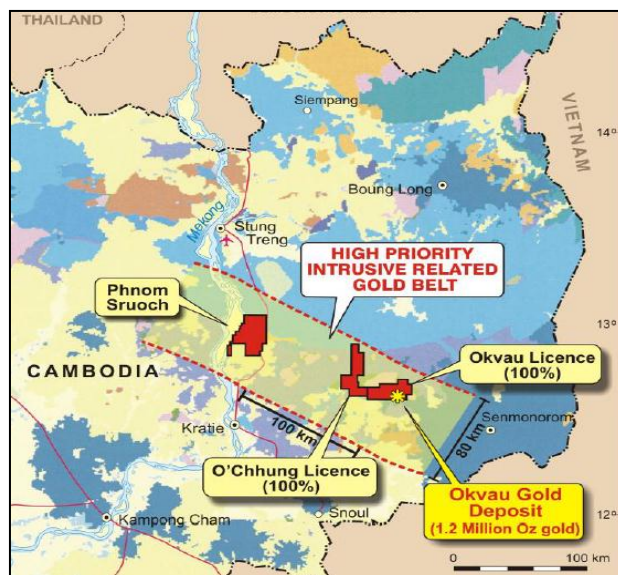 THAILAND
Siempang
VIETNAM
14°
Boung Long
Mekong
Stung
Treng
HIGH PRIORITY
INTRUSIVE RELATED
GOLD BELT
Phnom
Sruoch
13°
CAMBODIA
Okvau Licence
(100%)
100 km
80 km
Senmonorom
Kratie
O'Chhung Licence
(100%)
Okvau Gold
Deposit
(1.2 Million Oz gold)
Snoul
Kampong Cham
12°
0 100 km